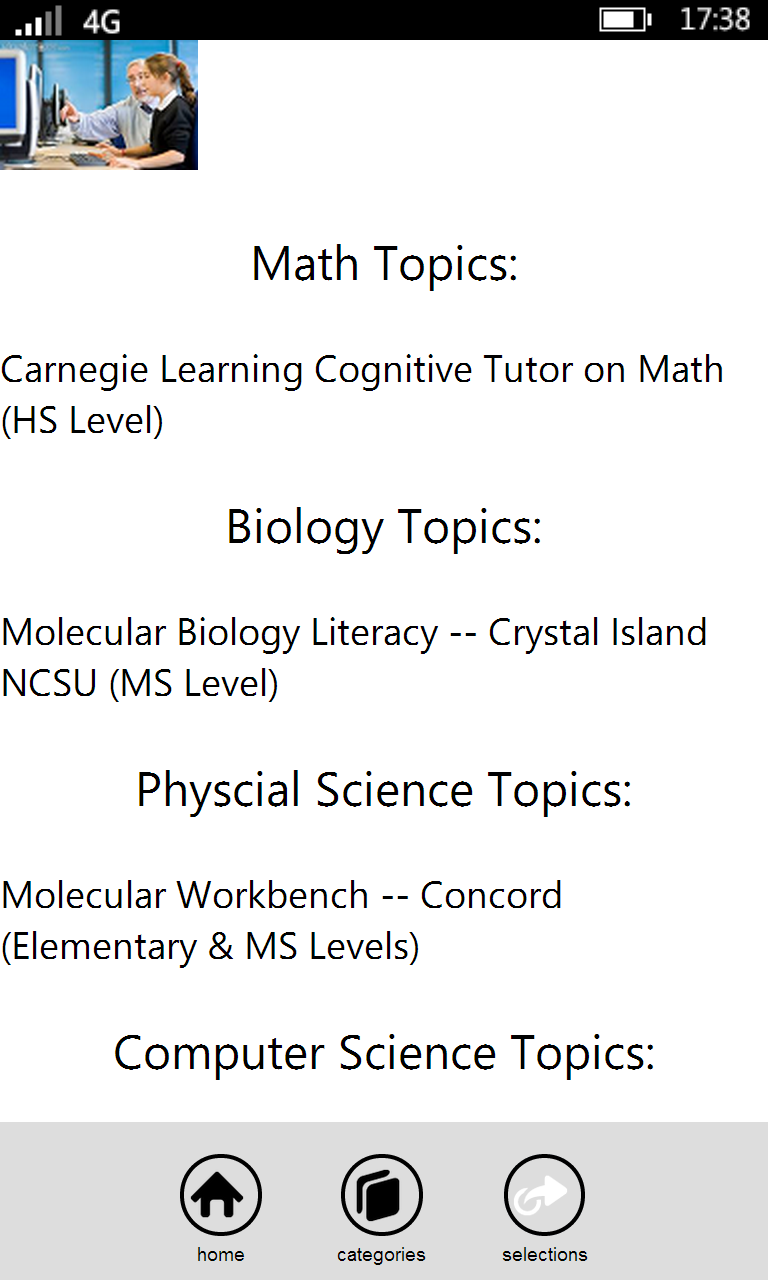 4G 17:38
Math Topics:
Carnegie Learning Cognitive Tutor on Math
(HS Level)
Biology Topics:
Molecular Biology Literacy -- Crystal Island
NCSU (MS Level)
Physcial Science Topics:
Molecular Workbench -- Concord
(Elementary & MS Levels)
Computer Science Topics:
home categories selections